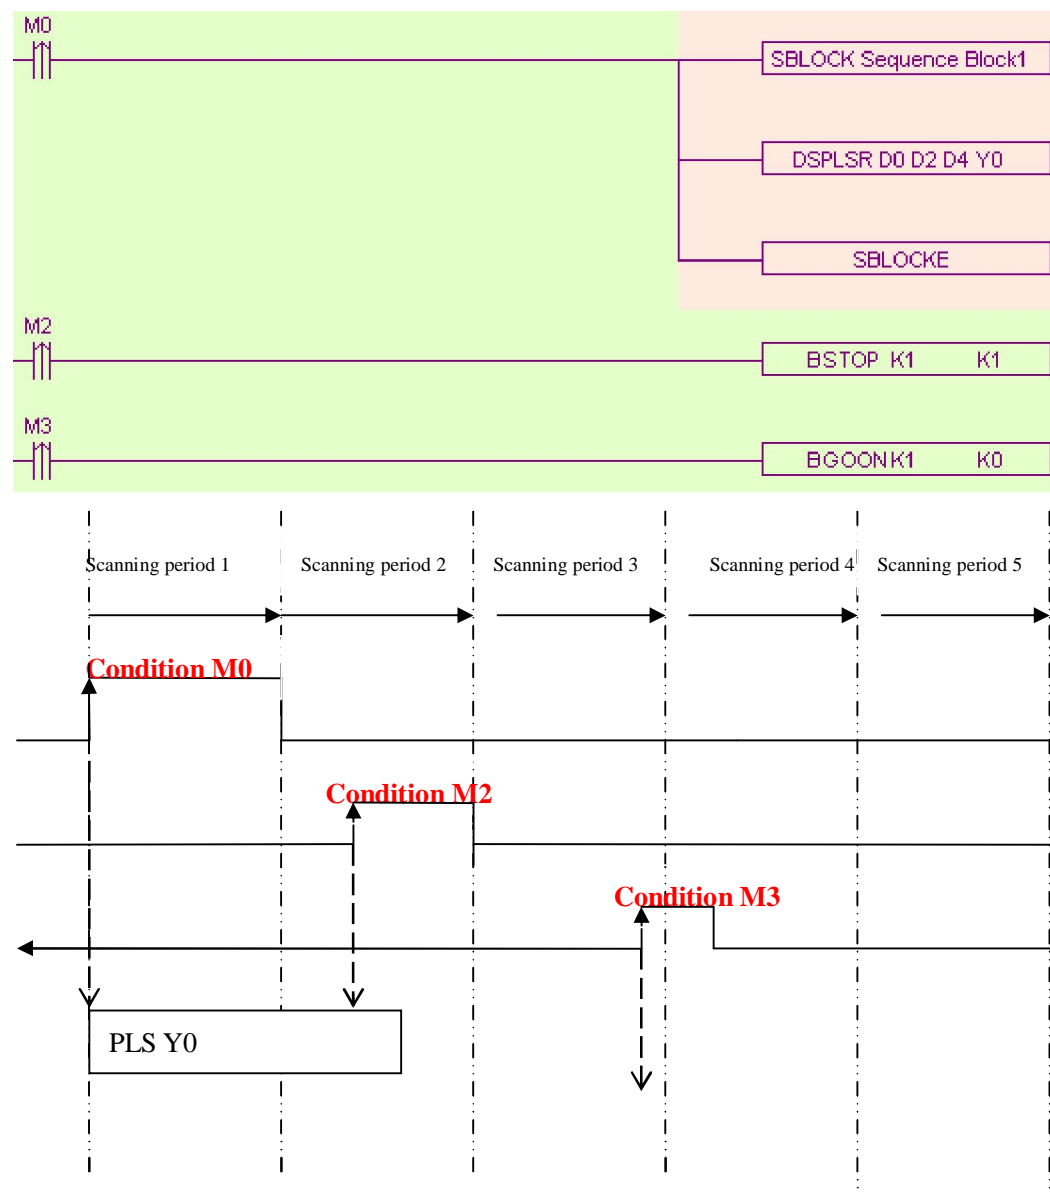 M0
SBLOCK Sequence Block1
DSPLSR D0 D2 D4 Y0
SBLOCKE
M2
BSTOP K1 K1
M3
BGOONK1 K0
Scanning period 1 Scanning period 2 Scanning period 3 Scanning period 4 Scanning period 5
Condition M0
Condition M2
Condition M3
PLS Y0